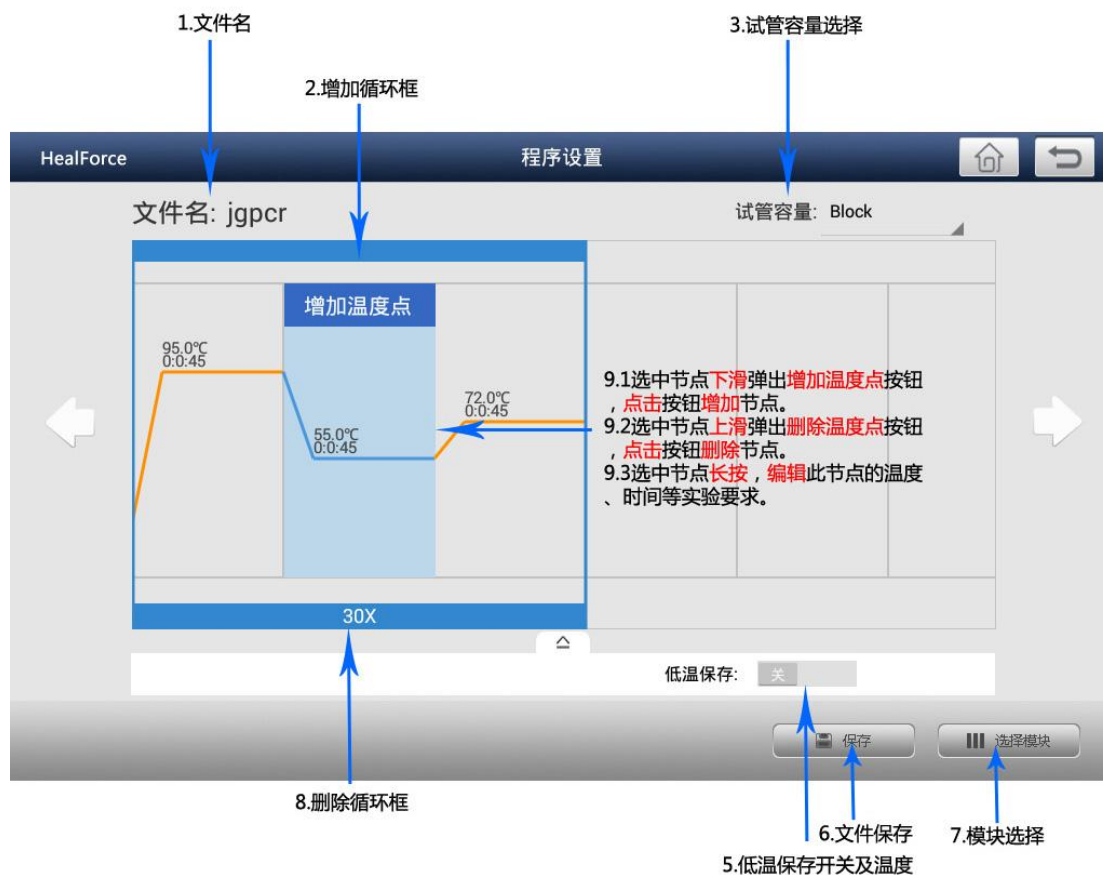 1.文件名
3.试管容量选择
2.增加循环框
HealForce
程序设置
文件名: jgpcr
试管容量: Block
增加温度点
95.0℃
0:0:45
55.0℃
0:0:45
72.0℃
0:0:45
9.1选中节点下滑弹出增加温度点按钮
，点击按钮增加节点。
9.2选中节点上滑弹出删除温度点按钮
，点击按钮删除节点。
9.3选中节点长按，编辑此节点的温度
、时间等实验要求。
30X
低温保存: 关
保存
选择模块
8.删除循环框
6.文件保存
7.模块选择
5.低温保存开关及温度